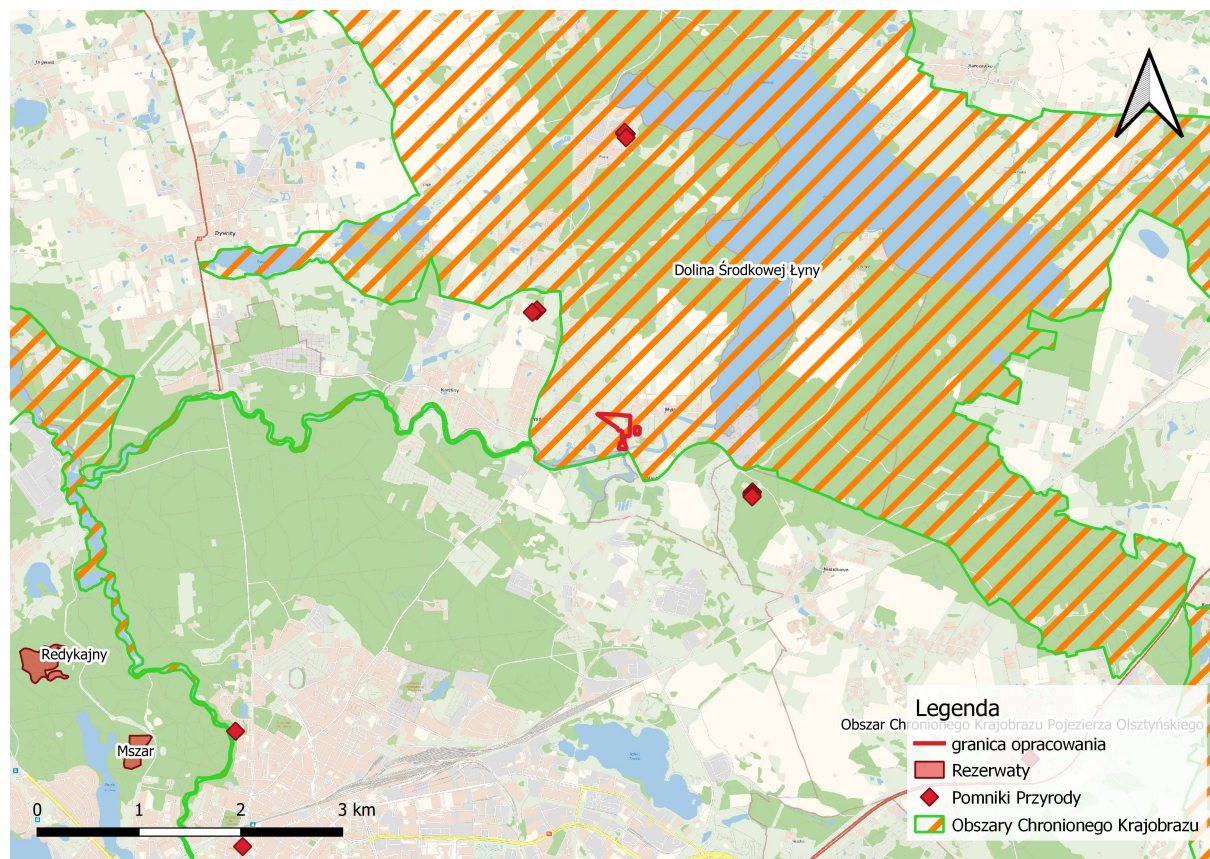 Dywity
Dolina Środkowej Łyny
Redykajny
Mszar
Legenda
Obszar Chronionego Krajobrazu Pojezierza Olsztyńskiego
granica opracowania
Rezerwaty
Pomniki Przyrody
Obszary Chronionego Krajobrazu
0 1 2 3 km